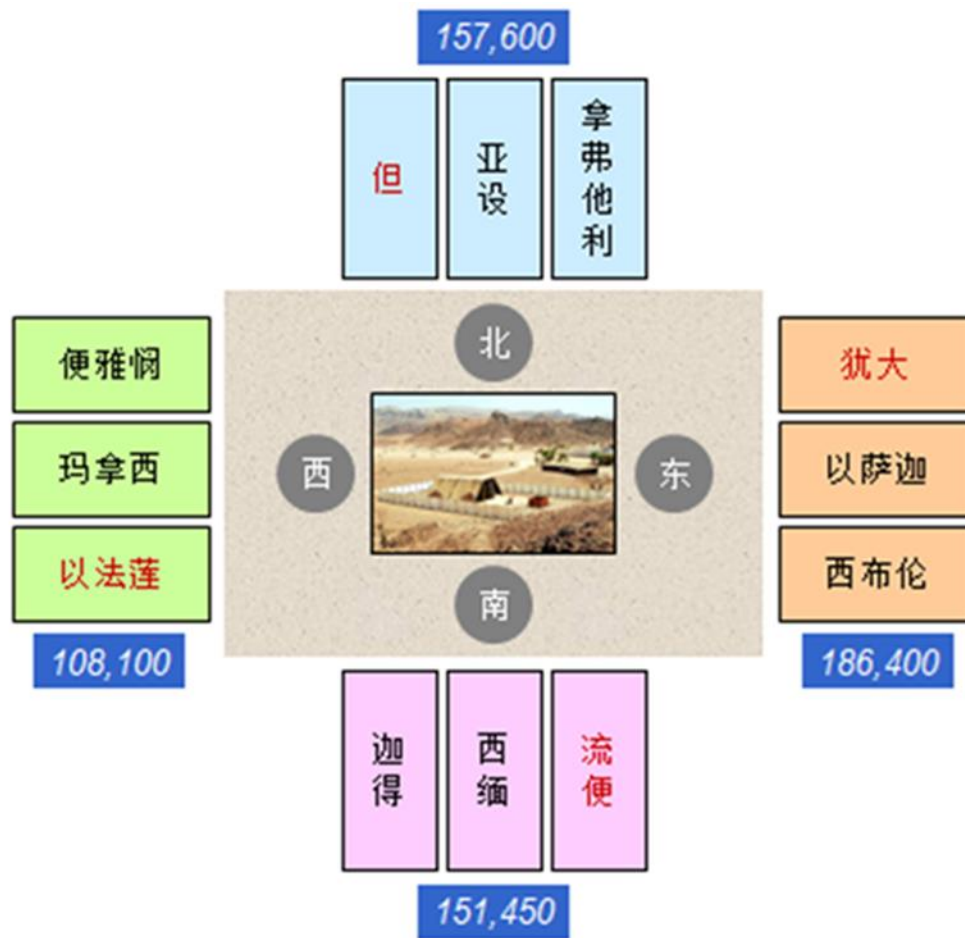 157,600
但
亚设
拿弗他利
便雅悯
玛拿西
以法莲
108,100
北
西
东
南
犹大
以萨迦
西布伦
186,400
迦得
西缅
流便
151,450